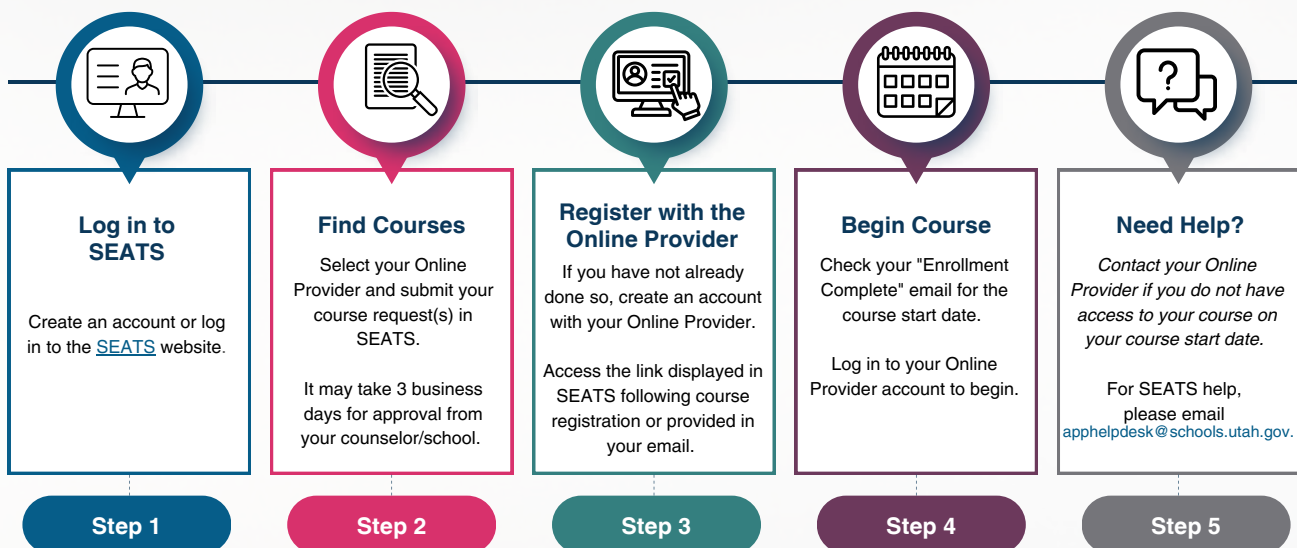 Log in to
SEATS
Create an account or log
in to the SEATS website.
Step 1
Find Courses
Select your Online
Provider and submit your
course request(s) in
SEATS.
It may take 3 business
days for approval from
your counselor/school.
Step 2
Register with the
Online Provider
If you have not already
done so, create an account
with your Online Provider.
Access the link displayed in
SEATS following course
registration or provided in
your email.
Step 3
Begin Course
Check your "Enrollment
Complete" email for the
course start date.
Log in to your Online
Provider account to begin.
Step 4
?
Need Help?
Contact your Online
Provider if you do not have
access to your course on
your course start date.
For SEATS help,
please email
apphelpdesk@schools.utah.gov.
Step 5